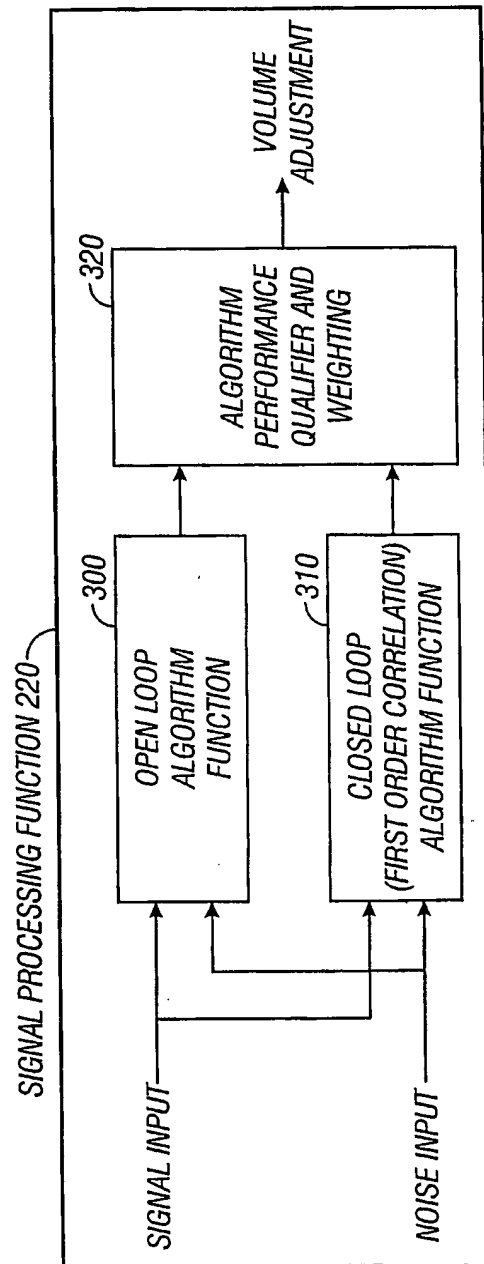 SIGNAL PROCESSING FUNCTION 220
SIGNAL INPUT
NOISE INPUT
300
OPEN LOOP
ALGORITHM
FUNCTION
310
CLOSED LOOP
(FIRST ORDER CORRELATION)
ALGORITHM FUNCTION
320
ALGORITHM
PERFORMANCE
QUALIFIER AND
WEIGHTING
VOLUME
ADJUSTMENT